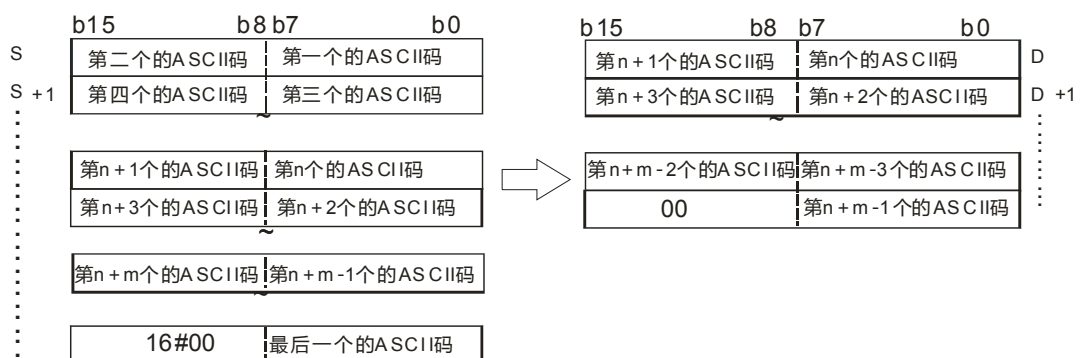 b15 b8 b7 b0
S 第二个的ASCII码 第一个的ASCII码
S +1 第四个的ASCII码 第三个的ASCII码
~
第n+1个的ASCII码 第n个的ASCII码
第n+3个的ASCII码 第n+2个的ASCII码
~
第n+m个的ASCII码 第n+m-1个的ASCII码
~
16#00 最后一个的ASCII码
b15 b8 b7 b0
第n+1个的ASCII码 第n个的ASCII码 D
第n+3个的ASCII码 第n+2个的ASCII码 D +1
~
第n+m-2个的ASCII码 第n+m-3个的ASCII码
00 第n+m-1个的ASCII码